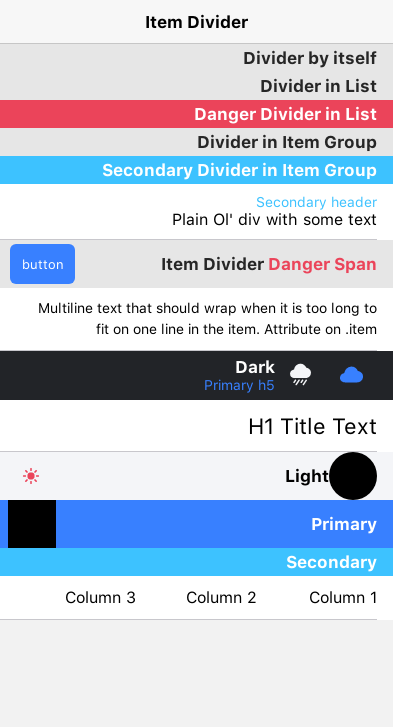 Item Divider
Divider by itself
Divider in List
Danger Divider in List
Divider in Item Group
Secondary Divider in Item Group
Secondary header
Plain Ol' div with some text
button
Item Divider Danger Span
Multiline text that should wrap when it is too long to
fit on one line in the item. Attribute on .item
Dark
Primary h5
H1 Title Text
Light
Primary
Secondary
Column 3 Column 2 Column 1